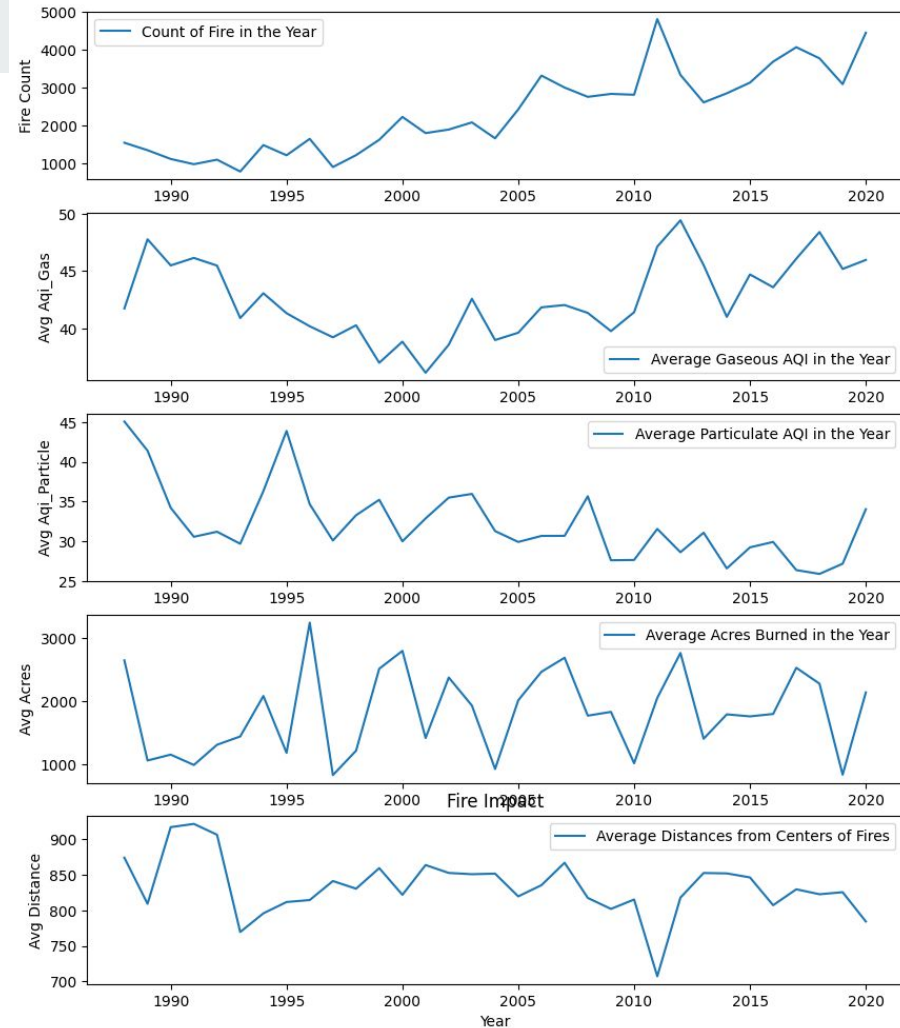 5000
Count of Fire in the Year
4000
3000
2000
1000
Fire Count
1990 1995 2000 2005 2010 2015 2020
50
45
40
Avg Aqi_Gas
Average Gaseous AQI in the Year
1990 1995 2000 2005 2010 2015 2020
45
Average Particulate AQI in the Year
40
35
30
25
Avg Aqi_Particle
1990 1995 2000 2005 2010 2015 2020
Average Acres Burned in the Year
3000
2000
1000
Avg Acres
1990 1995 2000 2005 2010 2015 2020
Fire Impact
Average Distances from Centers of Fires
900
850
800
750
700
Avg Distance
1990 1995 2000 2005 2010 2015 2020
Year